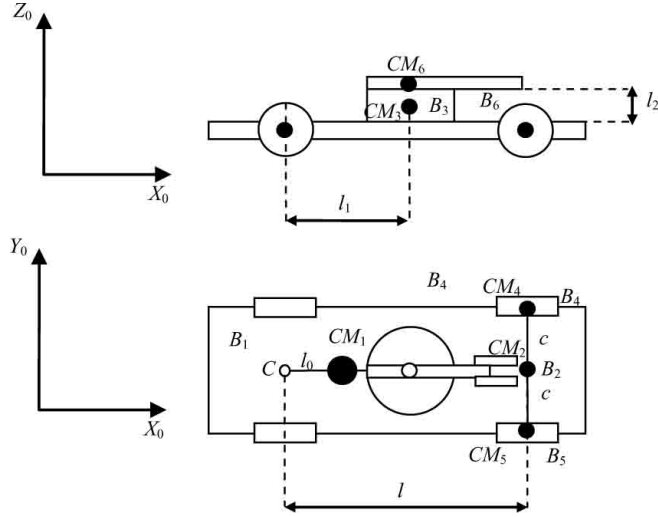 Z₀
CM₆
CM₃ B₃ B₆ l₂
X₀
l₁
Y₀
B₄ CM₄ B₄
B₁ CM₁ CM₂ c
C l₀ B₂
c
X₀
CM₅ B₅
l